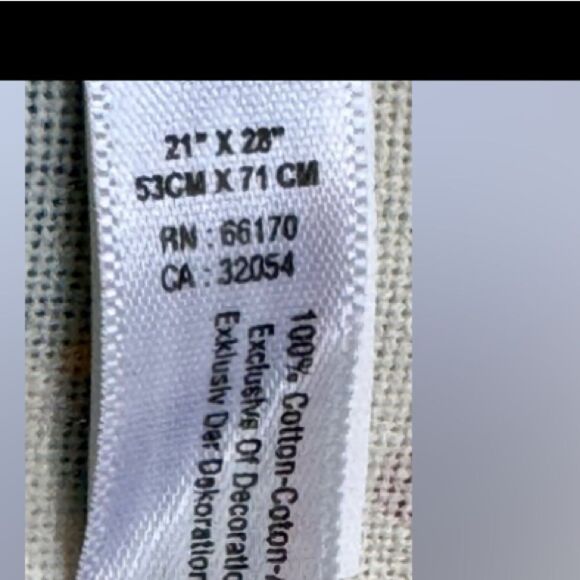 21" X 28"
53CM X 71 CM
RN : 66170
CA : 32054
100% Cotton-Coton-
Exclusive Of Decoratio
Exklusiv Der Dekoration